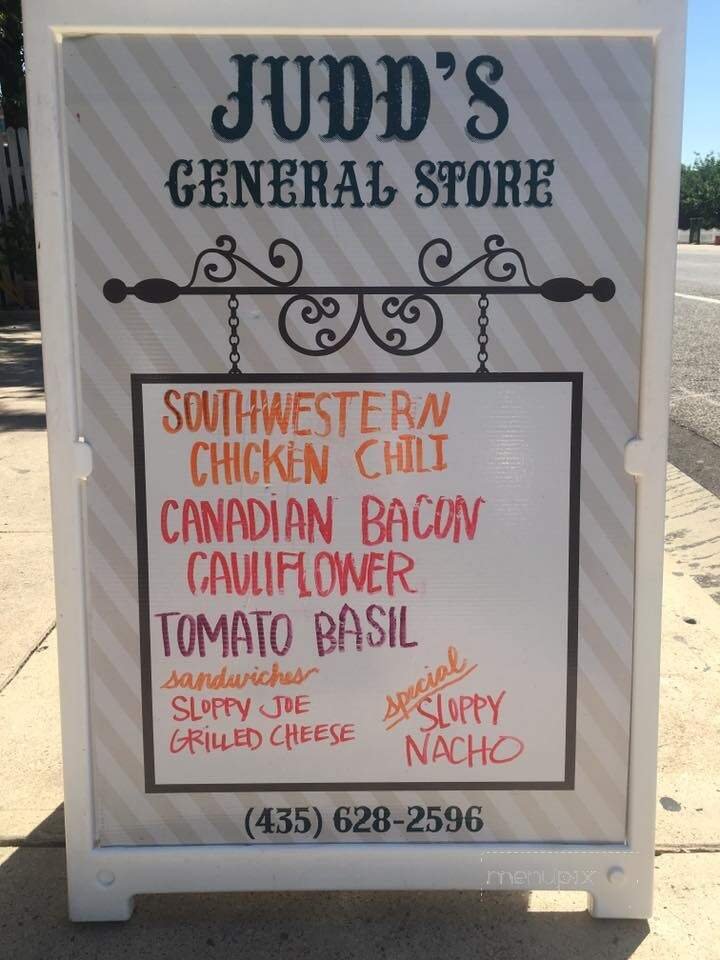 JUDD'S
GENERAL STORE
SOUTHWESTERN
CHICKEN CHILI
CANADIAN BACON
CAULIFLOWER
TOMATO BASIL
sandwiches
SLOPPY JOE
GRILLED CHEESE
special
SLOPPY
NACHO
(435) 628-2596
menupix